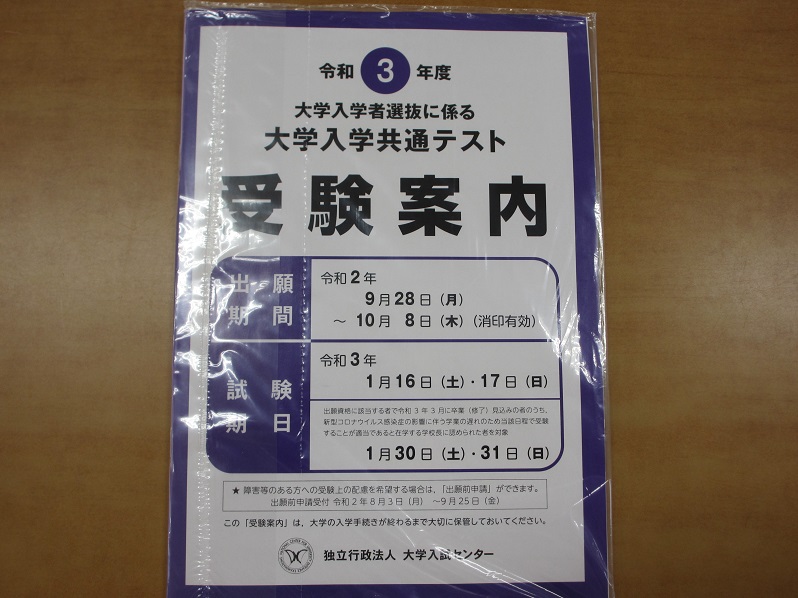 令和 3 年度
大学入学者選抜に係る
大学入学共通テスト
受験案内
出願期間
令和2年
9月28日(月)
～ 10月 8日(木)(消印有効)
試験期日
令和3年
1月16日(土)・17日(日)
出願資格に該当する者で令和3年3月に卒業(修了)見込みの者のうち、
新型コロナウイルス感染症の影響に伴う学業の遅れのため当該日程で受験
することが適当であると在学する学校長に認められた者を対象
1月30日(土)・31日(日)
★ 障害等のある方への受験上の配慮を希望する場合は、「出願前申請」ができます。
出願前申請受付 令和2年8月3日(月) ～9月25日(金)
この「受験案内」は、大学の入学手続きが終わるまで大切に保管しておいてください。
独立行政法人 大学入試センター